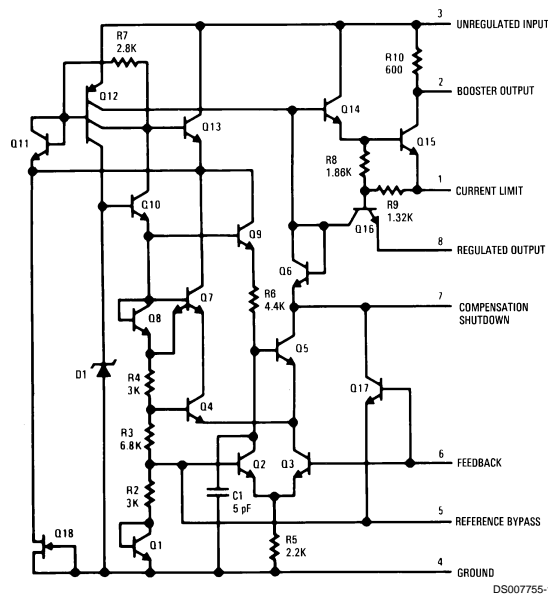 3 UNREGULATED INPUT
R7
2.8K
R10
600
Q12
2 BOOSTER OUTPUT
Q14
Q11
Q13
Q15
R8
1.86K
1 CURRENT LIMIT
R9
1.32K
Q10
Q9
Q16
8 REGULATED OUTPUT
Q6
R6
4.4K
7 COMPENSATION
SHUTDOWN
Q8
Q7
Q5
D1
R4
3K
Q17
Q4
R3
6.8K
6 FEEDBACK
Q2
Q3
R2
3K
C1
5 pF
5 REFERENCE BYPASS
Q18
Q1
R5
2.2K
4 GROUND
DS007755-